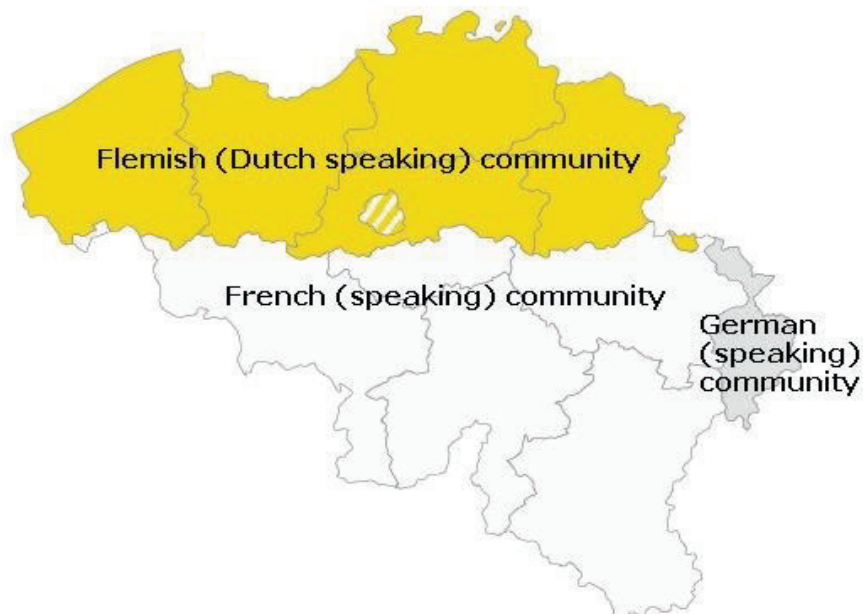 Flemish (Dutch speaking) community
French (speaking) community
German
(speaking)
community